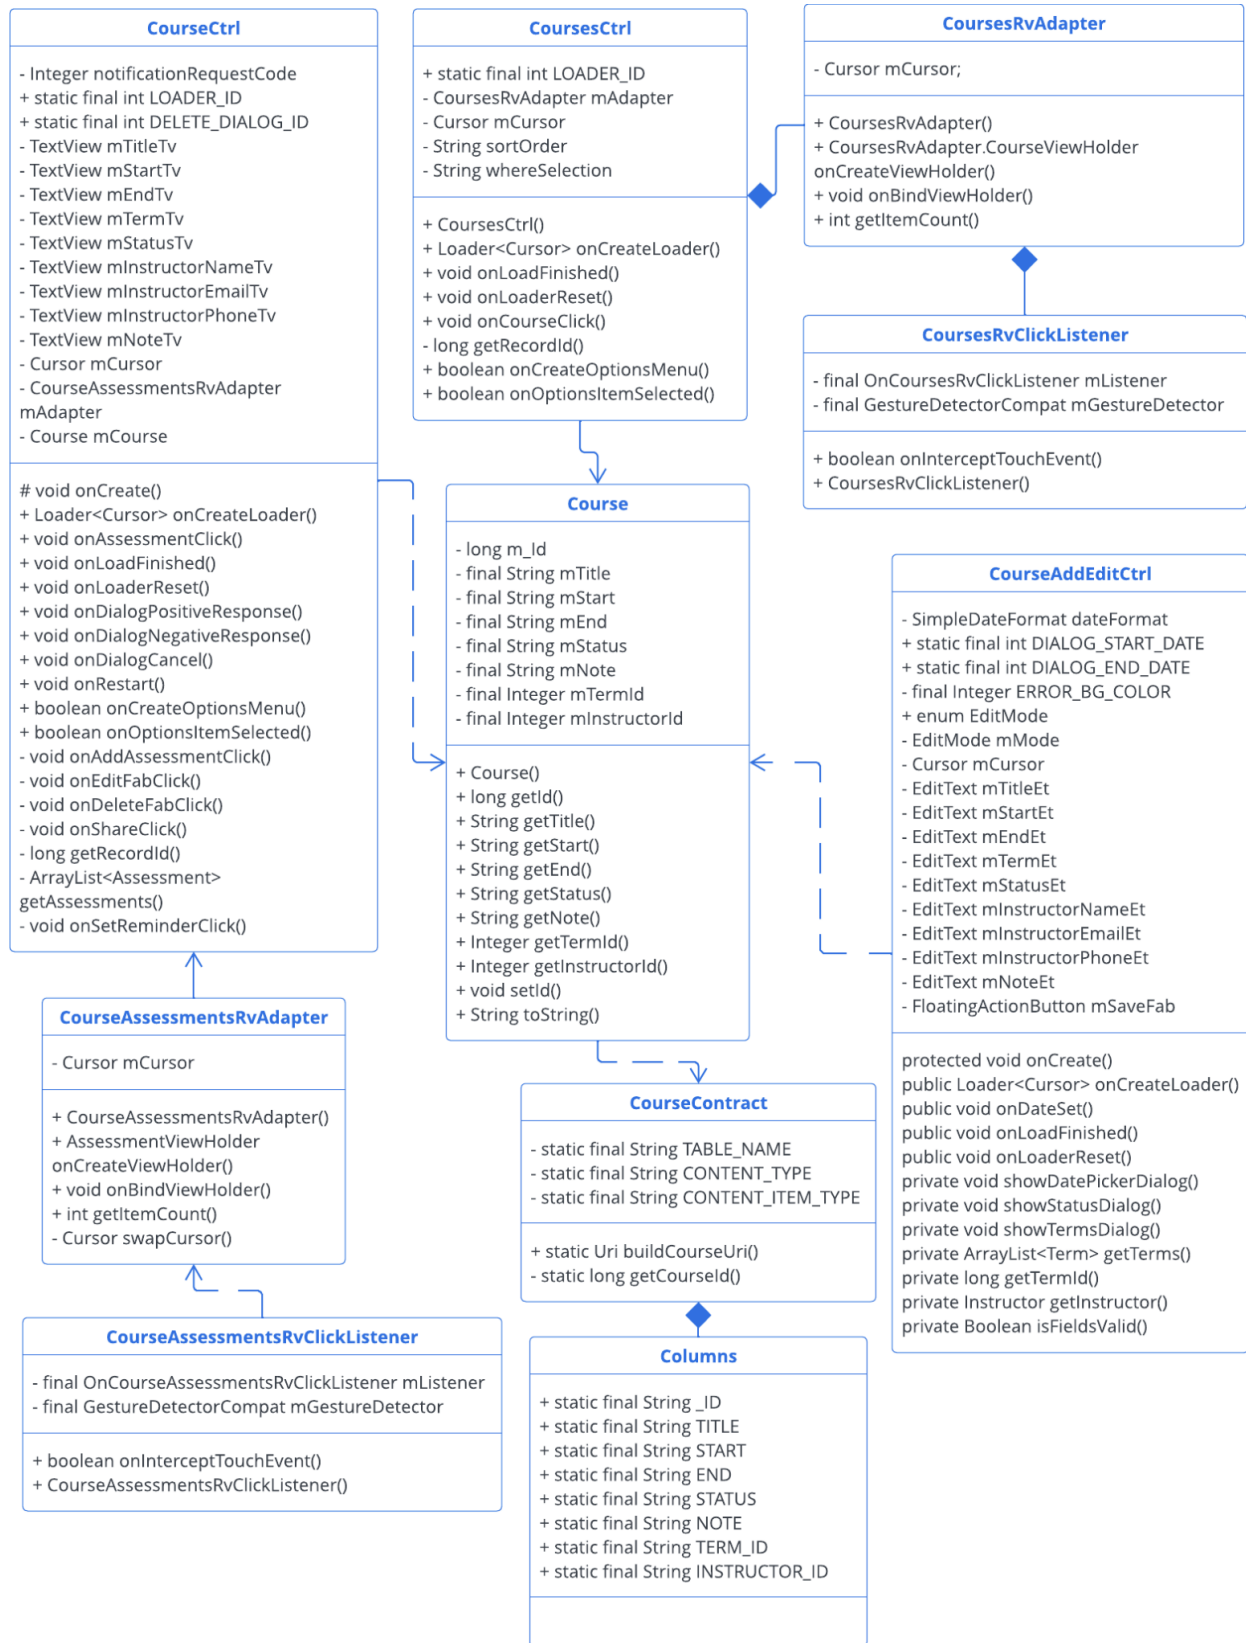 CourseCtrl
- Integer notificationRequestCode
+ static final int LOADER_ID
+ static final int DELETE_DIALOG_ID
- TextView mTitleTv
- TextView mStartTv
- TextView mEndTv
- TextView mTermTv
- TextView mStatusTv
- TextView mInstructorNameTv
- TextView mInstructorEmailTv
- TextView mInstructorPhoneTv
- TextView mNoteTv
- Cursor mCursor
- CourseAssessmentsRvAdapter
mAdapter
- Course mCourse
# void onCreate()
+ Loader<Cursor> onCreateLoader()
+ void onAssessmentClick()
+ void onLoadFinished()
+ void onLoaderReset()
+ void onDialogPositiveResponse()
+ void onDialogNegativeResponse()
+ void onDialogCancel()
+ void onRestart()
+ boolean onCreateOptionsMenu()
+ boolean onOptionsItemSelected()
- void onAddAssessmentClick()
- void onEditFabClick()
- void onDeleteFabClick()
- void onShareClick()
- long getRecordId()
- ArrayList<Assessment>
getAssessments()
- void onSetReminderClick()
CoursesCtrl
+ static final int LOADER_ID
- CoursesRvAdapter mAdapter
- Cursor mCursor
- String sortOrder
- String whereSelection
+ CoursesCtrl()
+ Loader<Cursor> onCreateLoader()
+ void onLoadFinished()
+ void onLoaderReset()
+ void onCourseClick()
- long getRecordId()
+ boolean onCreateOptionsMenu()
+ boolean onOptionsItemSelected()
CoursesRvAdapter
- Cursor mCursor;
+ CoursesRvAdapter()
+ CoursesRvAdapter.CourseViewHolder
onCreateViewHolder()
+ void onBindViewHolder()
+ int getItemCount()
CoursesRvClickListener
- final OnCoursesRvClickListener mListener
- final GestureDetectorCompat mGestureDetector
+ boolean onInterceptTouchEvent()
+ CoursesRvClickListener()
Course
- long m_Id
- final String mTitle
- final String mStart
- final String mEnd
- final String mStatus
- final String mNote
- final Integer mTermId
- final Integer mInstructorId
+ Course()
+ long getId()
+ String getTitle()
+ String getStart()
+ String getEnd()
+ String getStatus()
+ String getNote()
+ Integer getTermId()
+ Integer getInstructorId()
+ void setId()
+ String toString()
CourseAddEditCtrl
- SimpleDateFormat dateFormat
+ static final int DIALOG_START_DATE
+ static final int DIALOG_END_DATE
- final Integer ERROR_BG_COLOR
+ enum EditMode
- EditMode mMode
- Cursor mCursor
- EditText mTitleEt
- EditText mStartEt
- EditText mEndEt
- EditText mTermEt
- EditText mStatusEt
- EditText mInstructorNameEt
- EditText mInstructorEmailEt
- EditText mInstructorPhoneEt
- EditText mNoteEt
- FloatingActionButton mSaveFab
protected void onCreate()
public Loader<Cursor> onCreateLoader()
public void onDateSet()
public void onLoadFinished()
public void onLoaderReset()
private void showDatePickerDialog()
private void showStatusDialog()
private void showTermsDialog()
private ArrayList<Term> getTerms()
private long getTermId()
private Instructor getInstructor()
private Boolean isFieldsValid()
CourseAssessmentsRvAdapter
- Cursor mCursor
+ CourseAssessmentsRvAdapter()
+ AssessmentViewHolder
onCreateViewHolder()
+ void onBindViewHolder()
+ int getItemCount()
- Cursor swapCursor()
CourseAssessmentsRvClickListener
- final OnCourseAssessmentsRvClickListener mListener
- final GestureDetectorCompat mGestureDetector
+ boolean onInterceptTouchEvent()
+ CourseAssessmentsRvClickListener()
CourseContract
- static final String TABLE_NAME
- static final String CONTENT_TYPE
- static final String CONTENT_ITEM_TYPE
+ static Uri buildCourseUri()
- static long getCourseId()
Columns
+ static final String _ID
+ static final String TITLE
+ static final String START
+ static final String END
+ static final String STATUS
+ static final String NOTE
+ static final String TERM_ID
+ static final String INSTRUCTOR_ID